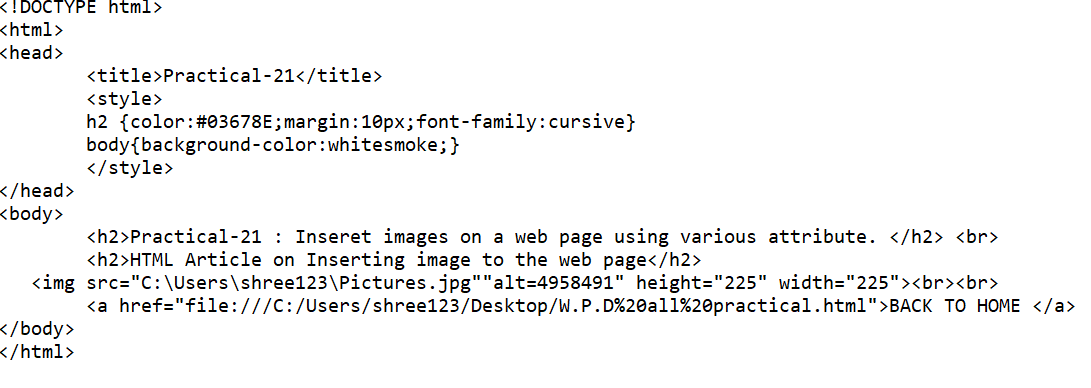 <!DOCTYPE html>
<html>
<head>
<title>Practical-21</title>
<style>
h2 {color:#03678E;margin:10px;font-family:cursive}
body{background-color:whitesmoke;}
</style>
</head>
<body>
<h2>Practical-21 : Inseret images on a web page using various attribute. </h2> <br>
<h2>HTML Article on Inserting image to the web page</h2>
<img src="C:\Users\shree123\Pictures.jpg""alt=4958491" height="225" width="225"><br><br>
<a href="file:///C:/Users/shree123/Desktop/W.P.D%20all%20practical.html">BACK TO HOME </a>
</body>
</html>